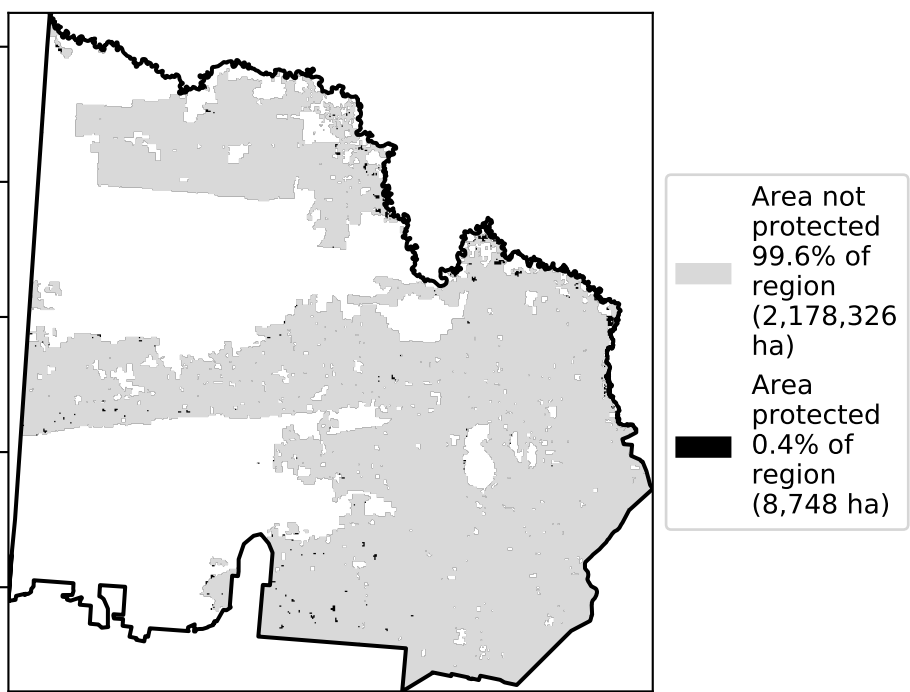 Area not
protected
99.6% of
region
(2,178,326
ha)
Area
protected
0.4% of
region
(8,748 ha)